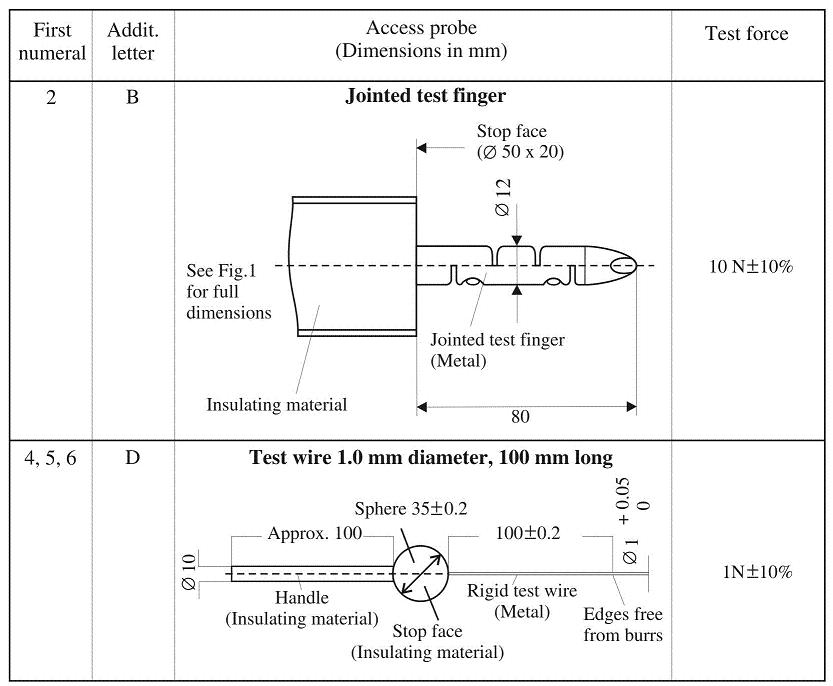 First numeral
Addit. letter
Access probe
(Dimensions in mm)
Test force
2
B
Jointed test finger
Stop face
(∅ 50 x 20)
∅ 12
See Fig.1
for full
dimensions
Jointed test finger
(Metal)
Insulating material
80
10 N±10%
4, 5, 6
D
Test wire 1.0 mm diameter, 100 mm long
Sphere 35±0.2
Approx. 100
100±0.2
∅ 1 + 0.05
0
∅ 10
Handle
(Insulating material)
Rigid test wire
(Metal)
Edges free
from burrs
Stop face
(Insulating material)
1N±10%